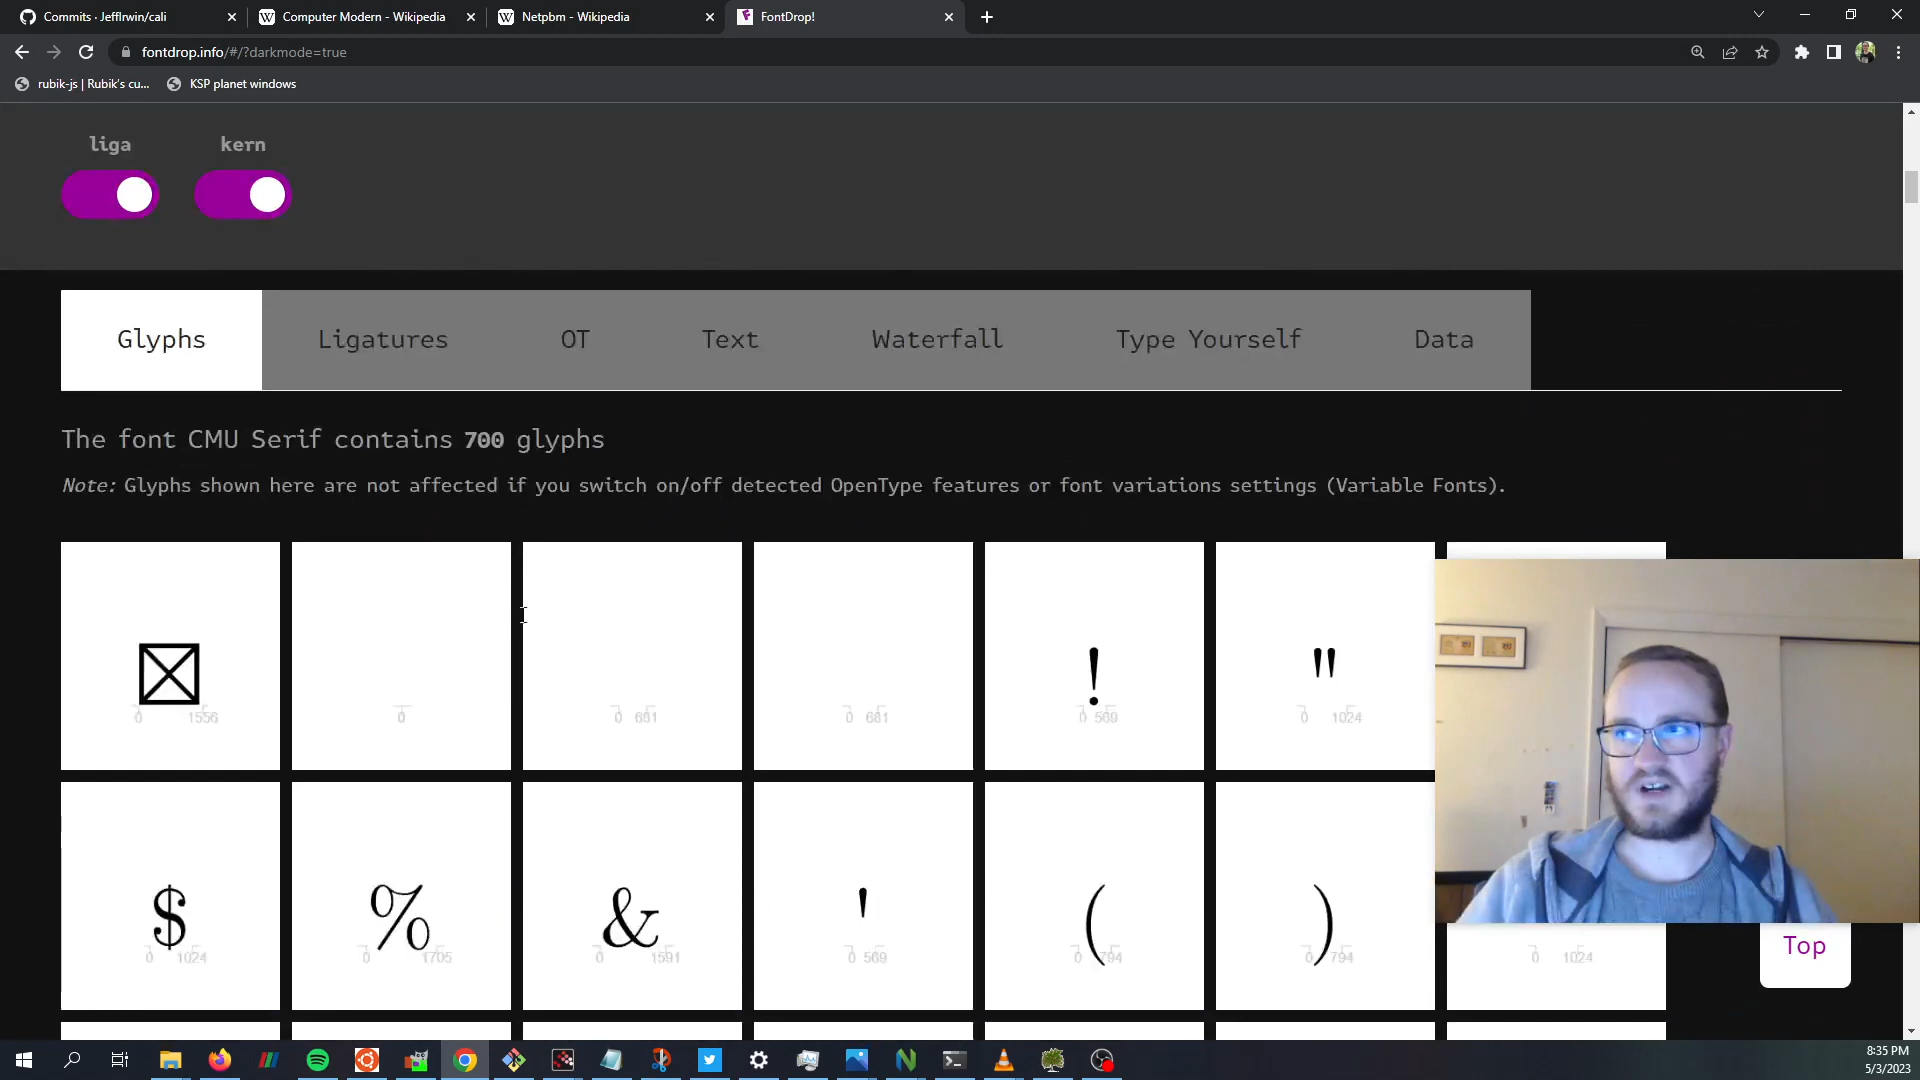 Commits · JeffIrwin/cali
Computer Modern - Wikipedia
Netpbm - Wikipedia
FontDrop!
fontdrop.info/#/?darkmode=true
rubik-js | Rubik's cu...
KSP planet windows
liga
kern
Glyphs
Ligatures
OT
Text
Waterfall
Type Yourself
Data
The font CMU Serif contains 700 glyphs
Note: Glyphs shown here are not affected if you switch on/off detected OpenType features or font variations settings (Variable Fonts).
! "
0 1556
0
0 681
0 681
0 569
0 1024
$ % & ' ( )
0 1024
0 1705
0 1591
0 569
0 794
0 794
0 1024
Top
8:35 PM
5/3/2023